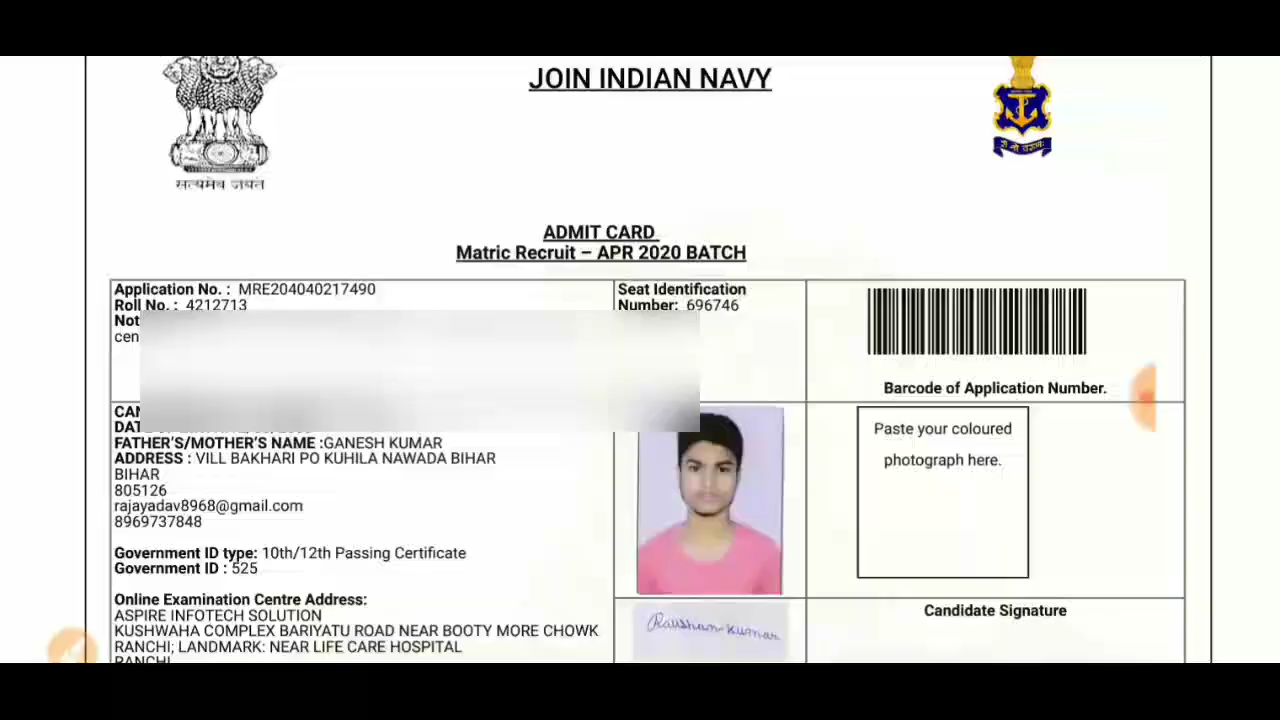 JOIN INDIAN NAVY
सत्यमेव जयते
शं नो वरुणः
ADMIT CARD
Matric Recruit – APR 2020 BATCH
Application No. : MRE204040217490
Roll No. : 4212713
Seat Identification
Number: 696746
Barcode of Application Number.
FATHER'S/MOTHER'S NAME :GANESH KUMAR
ADDRESS : VILL BAKHARI PO KUHILA NAWADA BIHAR
BIHAR
805126
rajayadav8968@gmail.com
8969737848
Paste your coloured
photograph here.
Government ID type: 10th/12th Passing Certificate
Government ID : 525
Online Examination Centre Address:
ASPIRE INFOTECH SOLUTION
KUSHWAHA COMPLEX BARIYATU ROAD NEAR BOOTY MORE CHOWK
RANCHI; LANDMARK: NEAR LIFE CARE HOSPITAL
RANCHI
Raushan kumar
Candidate Signature